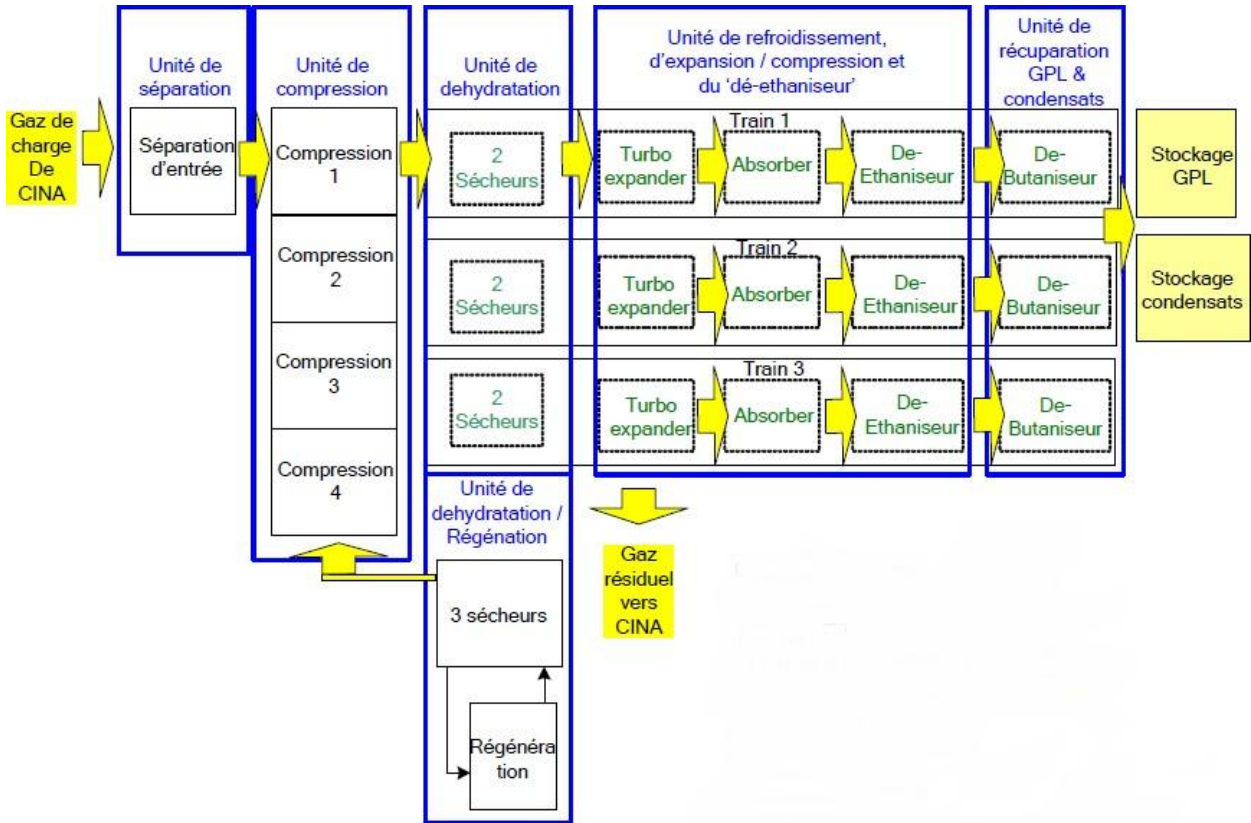 Unité de
séparation
Unité de
compression
Unité de
dehydratation
Unité de refroidissement,
d'expansion / compression et
du 'dé-ethaniseur'
Unité de
récuparation
GPL &
condensats
Gaz de
charge
De
CINA
Séparation
d'entrée
Compression
1
Compression
2
Compression
3
Compression
4
Train 1
2
Sécheurs
Turbo
expander
Absorber
De-
Ethaniseur
De-
Butaniseur
Train 2
2
Sécheurs
Turbo
expander
Absorber
De-
Ethaniseur
De-
Butaniseur
Train 3
2
Sécheurs
Turbo
expander
Absorber
De-
Ethaniseur
De-
Butaniseur
Stockage
GPL
Stockage
condensats
Unité de
dehydratation /
Régénation
3 sécheurs
Régénéra
tion
Gaz
résiduel
vers
CINA